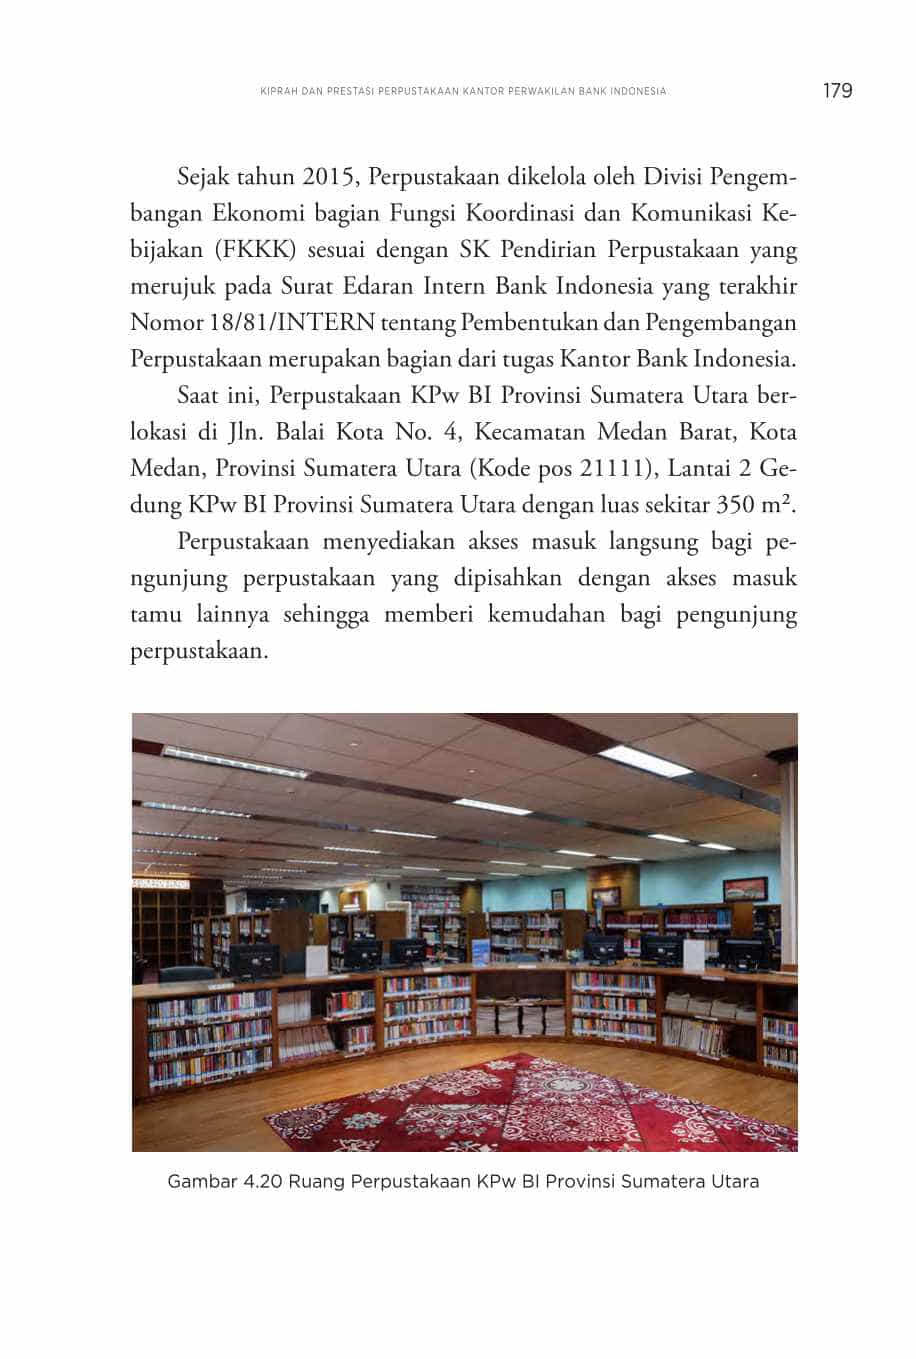 KIPRAH DAN PRESTASI PERPUSTAKAAN KANTOR PERWAKILAN BANK INDONESIA
179
Sejak tahun 2015, Perpustakaan dikelola oleh Divisi Pengem-
bangan Ekonomi bagian Fungsi Koordinasi dan Komunikasi Ke-
bijakan (FKKK) sesuai dengan SK Pendirian Perpustakaan yang
merujuk pada Surat Edaran Intern Bank Indonesia yang terakhir
Nomor 18/81/INTERN tentang Pembentukan dan Pengembangan
Perpustakaan merupakan bagian dari tugas Kantor Bank Indonesia.
Saat ini, Perpustakaan KPw BI Provinsi Sumatera Utara ber-
lokasi di Jln. Balai Kota No. 4, Kecamatan Medan Barat, Kota
Medan, Provinsi Sumatera Utara (Kode pos 21111), Lantai 2 Ge-
dung KPw BI Provinsi Sumatera Utara dengan luas sekitar 350 m².
Perpustakaan menyediakan akses masuk langsung bagi pe-
ngunjung perpustakaan yang dipisahkan dengan akses masuk
tamu lainnya sehingga memberi kemudahan bagi pengunjung
perpustakaan.
Gambar 4.20 Ruang Perpustakaan KPw BI Provinsi Sumatera Utara